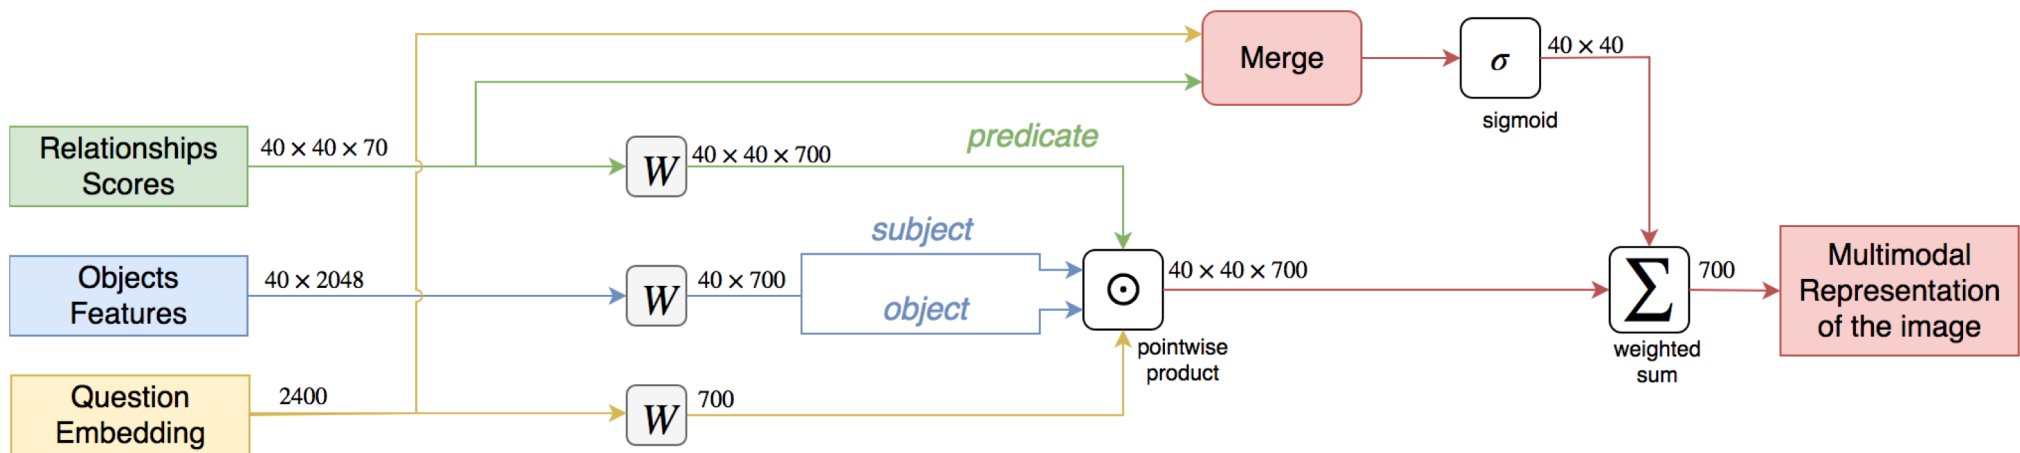 Merge
σ
40 × 40
sigmoid
Relationships
Scores
40 × 40 × 70
W
40 × 40 × 700
predicate
Objects
Features
40 × 2048
W
40 × 700
subject
object
⊙
40 × 40 × 700
pointwise
product
Σ
700
weighted
sum
Multimodal
Representation
of the image
Question
Embedding
2400
W
700